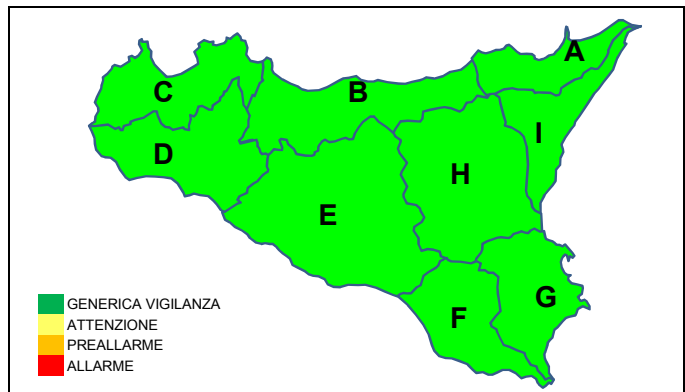 A
B
C
I
D
H
E
G
F
GENERICA VIGILANZA
ATTENZIONE
PREALLARME
ALLARME